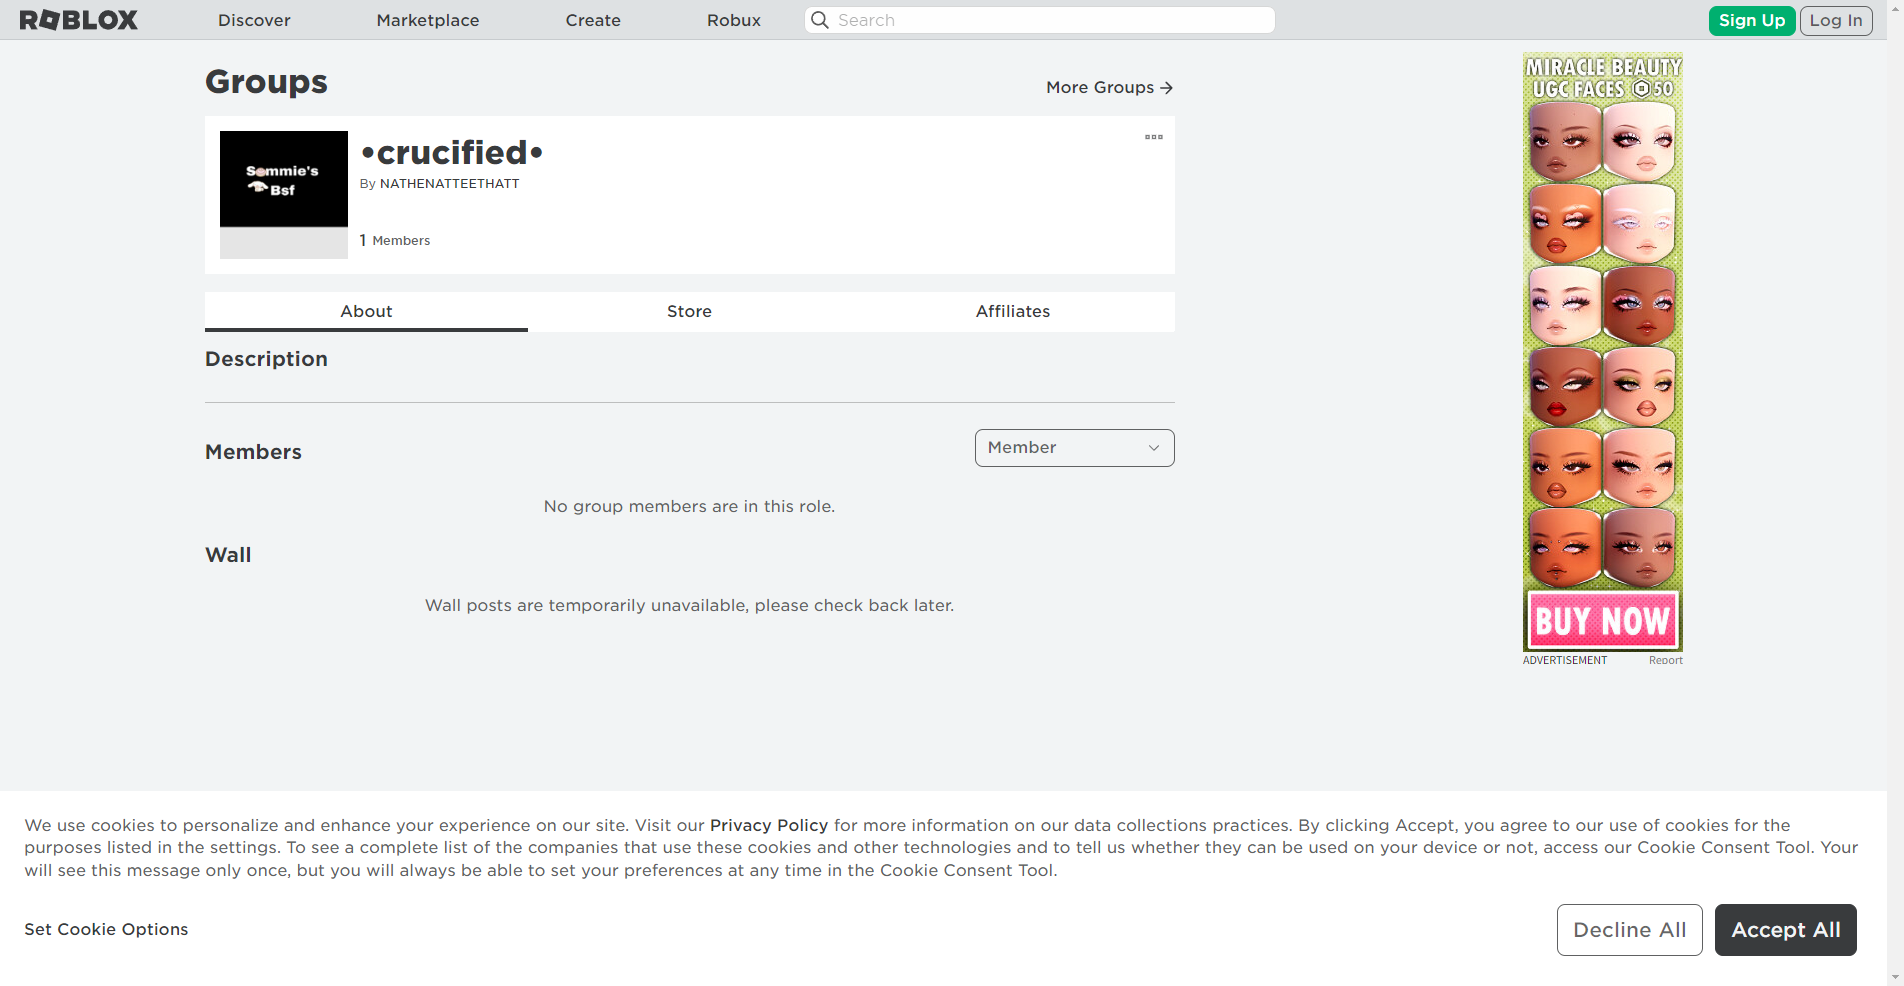 ROBLOX
Discover
Marketplace
Create
Robux
Search
Sign Up
Log In
Groups
More Groups
Sommie's
Bsf
•crucified•
By NATHENATTEETHATT
1 Members
About
Store
Affiliates
Description
Members
Member
No group members are in this role.
Wall
Wall posts are temporarily unavailable, please check back later.
MIRACLE BEAUTY
UGC FACES 50
BUY NOW
ADVERTISEMENT
Report
We use cookies to personalize and enhance your experience on our site. Visit our Privacy Policy for more information on our data collections practices. By clicking Accept, you agree to our use of cookies for the
purposes listed in the settings. To see a complete list of the companies that use these cookies and other technologies and to tell us whether they can be used on your device or not, access our Cookie Consent Tool. Your
will see this message only once, but you will always be able to set your preferences at any time in the Cookie Consent Tool.
Set Cookie Options
Decline All
Accept All